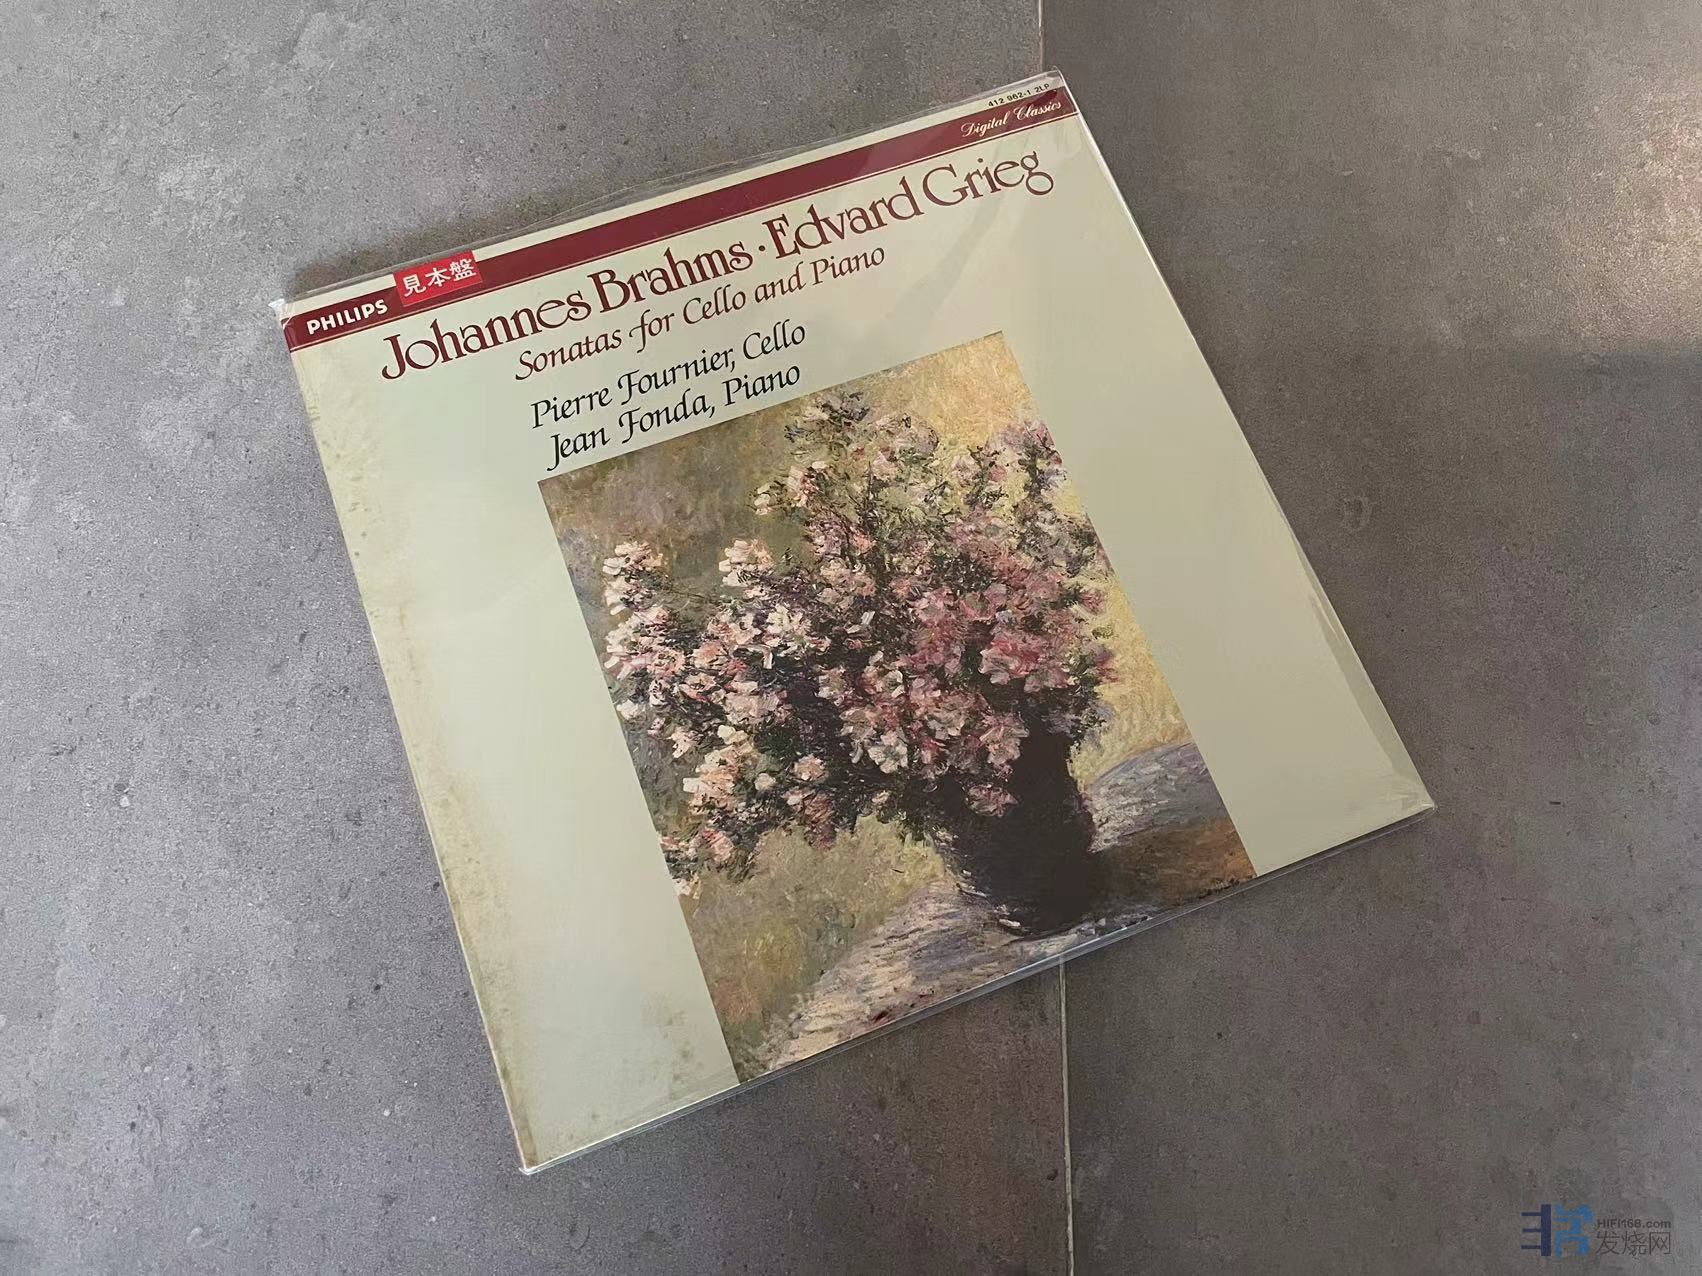 412 962-1 2LP
Digital Classics
PHILIPS
見本盤
Johannes Brahms · Edvard Grieg
Sonatas for Cello and Piano
Pierre Fournier, Cello
Jean Fonda, Piano
HIFI168.com
发烧网